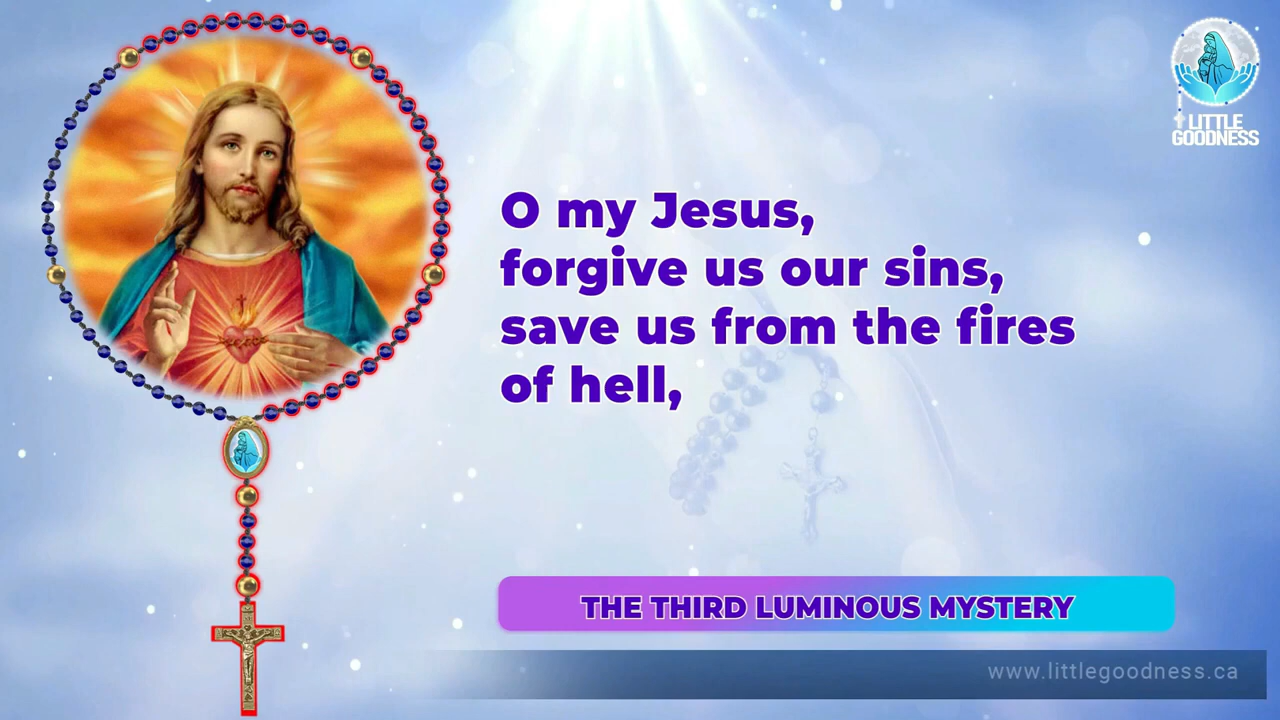 LITTLE
GOODNESS
O my Jesus,
forgive us our sins,
save us from the fires
of hell,
THE THIRD LUMINOUS MYSTERY
www.littlegoodness.ca